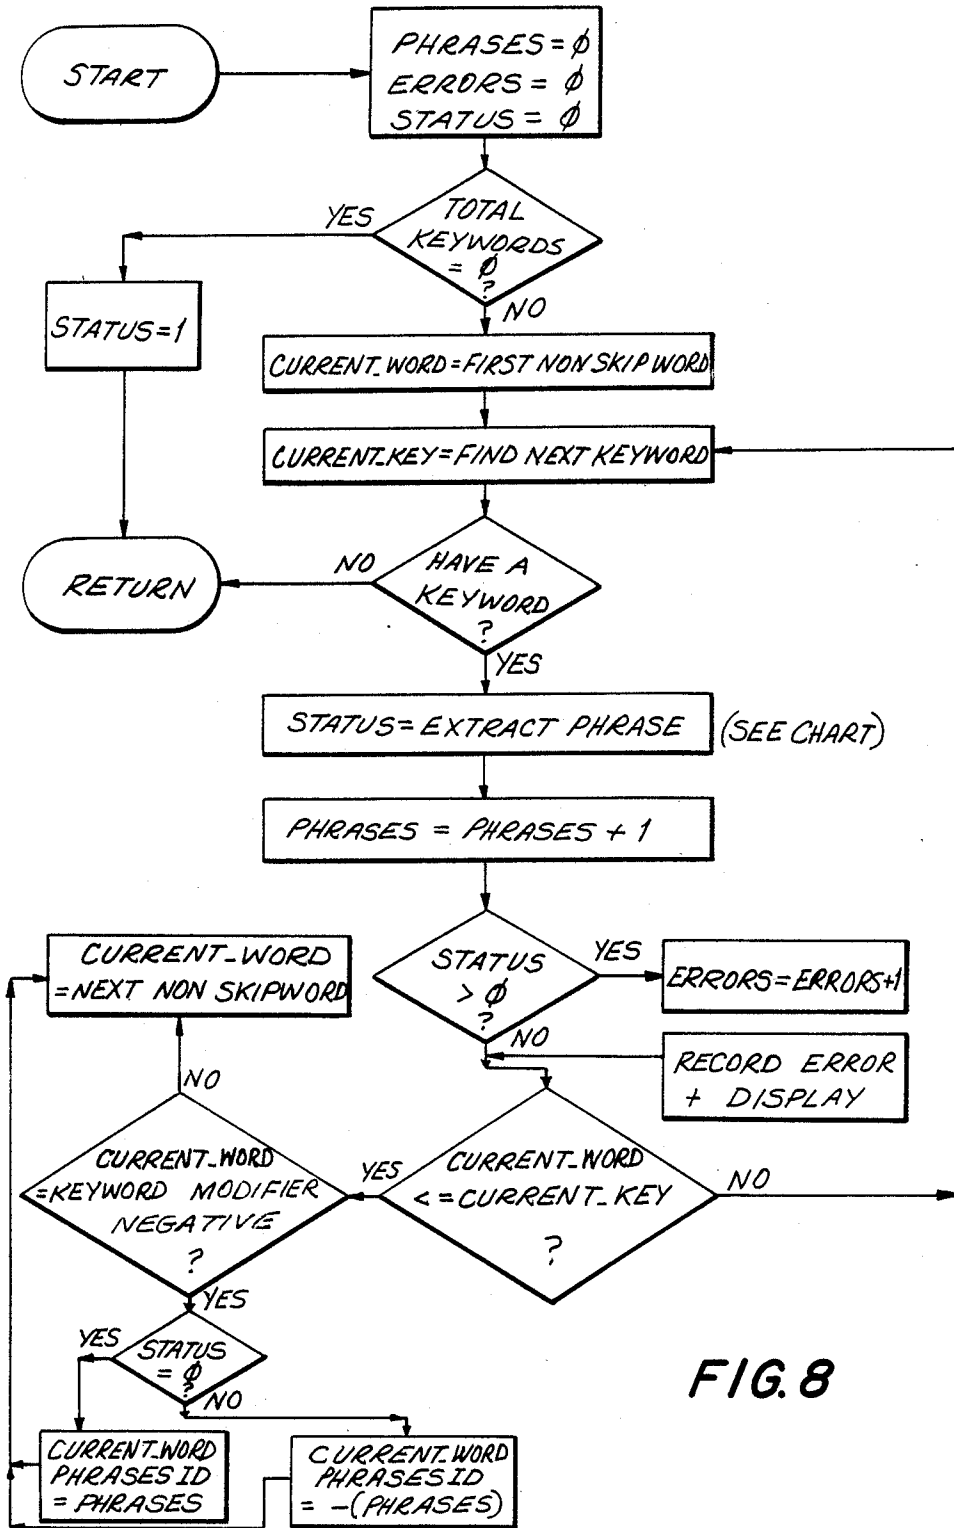 START
PHRASES = Ø
ERRORS = Ø
STATUS = Ø
TOTAL
KEYWORDS
= Ø
?
YES
NO
STATUS=1
CURRENT_WORD=FIRST NON SKIP WORD
CURRENT_KEY=FIND NEXT KEYWORD
HAVE A
KEYWORD
?
NO
RETURN
YES
STATUS=EXTRACT PHRASE
(SEE CHART)
PHRASES = PHRASES + 1
STATUS
> Ø
?
YES
ERRORS=ERRORS+1
NO
RECORD ERROR
+ DISPLAY
CURRENT_WORD
=NEXT NON SKIPWORD
NO
CURRENT_WORD
<=CURRENT_KEY
?
NO
YES
CURRENT_WORD
=KEYWORD MODIFIER
NEGATIVE
?
YES
STATUS
= Ø
?
YES
NO
CURRENT_WORD
PHRASES ID
= PHRASES
CURRENT_WORD
PHRASES ID
= -(PHRASES)
FIG. 8